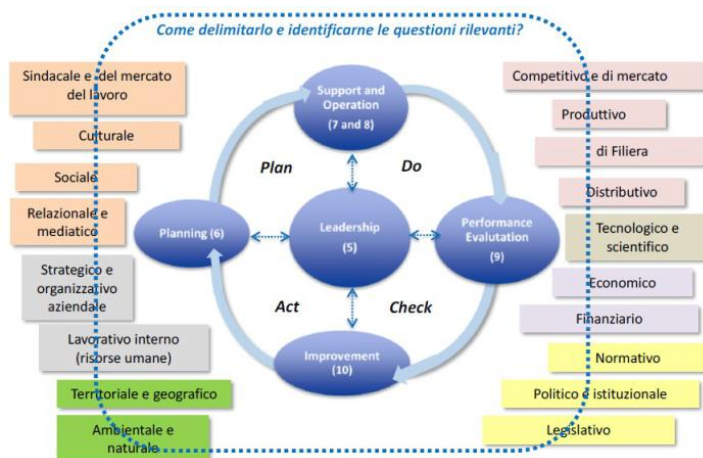 Come delimitarlo e identificarne le questioni rilevanti?
Sindacale e del mercato
del lavoro
Culturale
Sociale
Relazionale e
mediatico
Strategico e
organizzativo
aziendale
Lavorativo interno
(risorse umane)
Territoriale e geografico
Ambientale e
naturale
Support and
Operation
(7 and 8)
Plan
Do
Planning (6)
Leadership
(5)
Performance
Evalutation
(9)
Act
Check
Improvement
(10)
Competitivo e di mercato
Produttivo
di Filiera
Distributivo
Tecnologico e
scientifico
Economico
Finanziario
Normativo
Politico e istituzionale
Legislativo